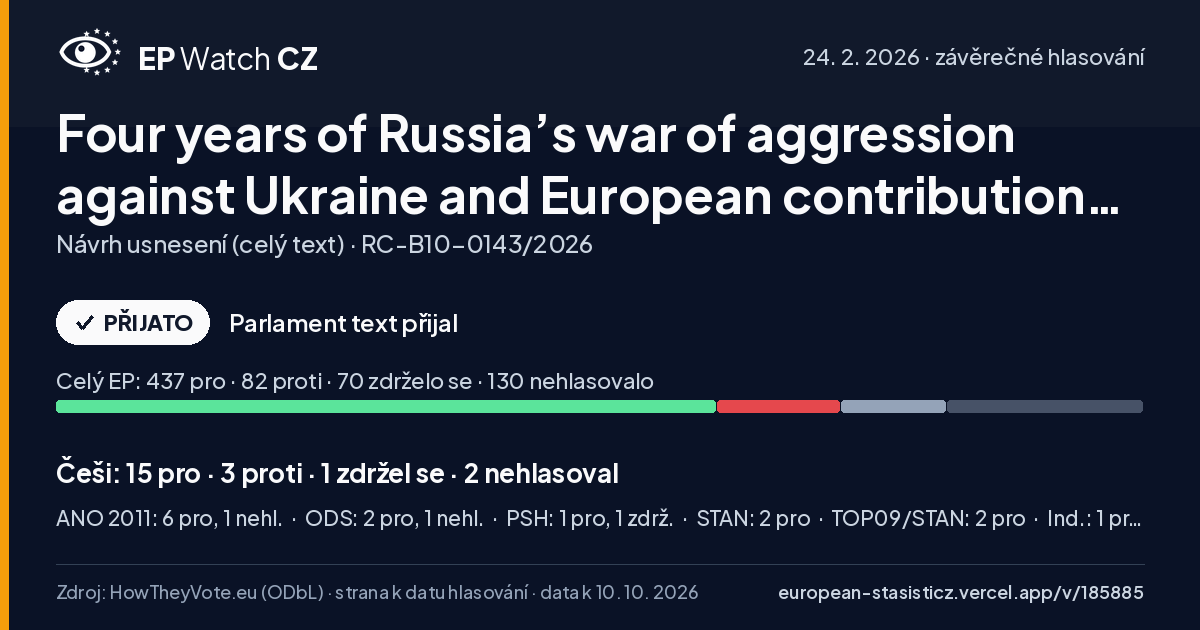 EP Watch CZ
24. 2. 2026 · závěrečné hlasování
Four years of Russia’s war of aggression
against Ukraine and European contribution…
Návrh usnesení (celý text) · RC-B10-0143/2026
✓ PŘIJATO
Parlament text přijal
Celý EP: 437 pro · 82 proti · 70 zdrželo se · 130 nehlasovalo
Češi: 15 pro · 3 proti · 1 zdržel se · 2 nehlasoval
ANO 2011: 6 pro, 1 nehl. · ODS: 2 pro, 1 nehl. · PSH: 1 pro, 1 zdrž. · STAN: 2 pro · TOP09/STAN: 2 pro · Ind.: 1 pr…
Zdroj: HowTheyVote.eu (ODbL) · strana k datu hlasování · data k 10. 10. 2026
european-stasisticz.vercel.app/v/185885